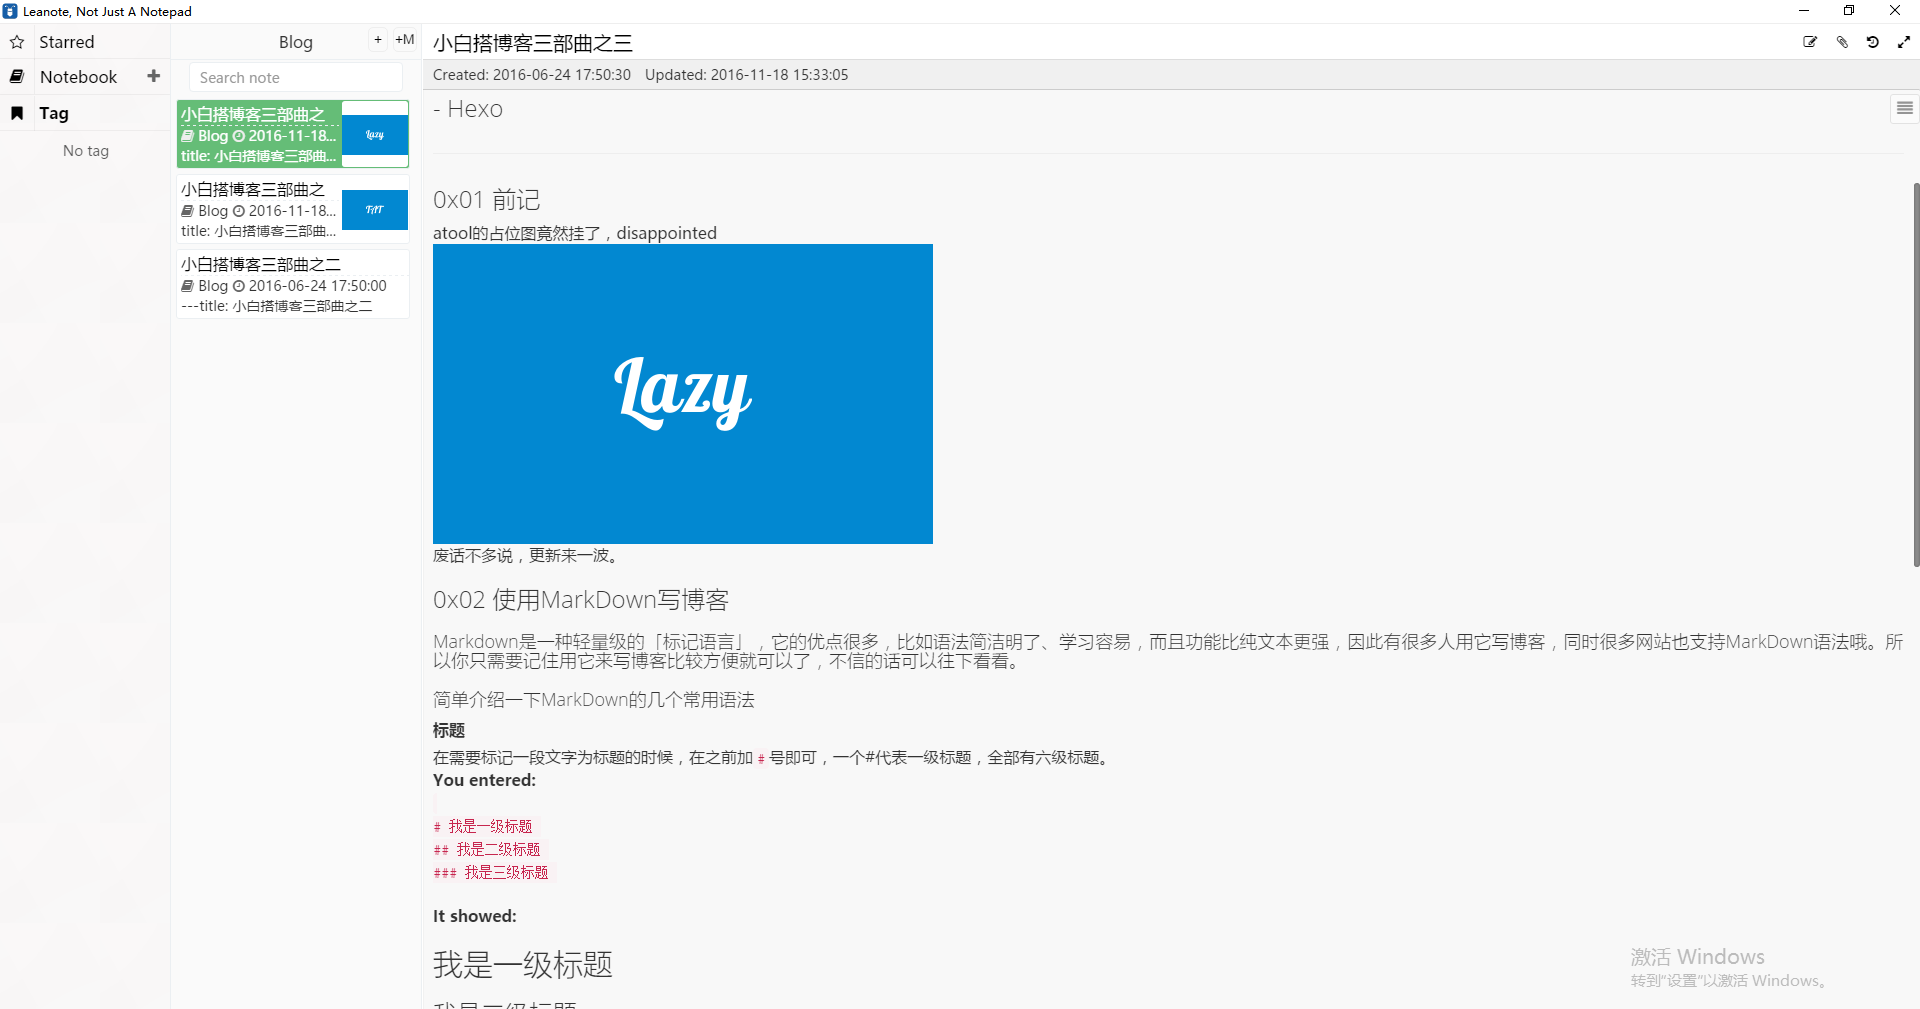 Leanote, Not Just A Notepad
Starred
Notebook
Tag
No tag
Blog
+
+M
Search note
小白搭博客三部曲之
Blog 2016-11-18...
title: 小白搭博客三部曲...
Lazy
小白搭博客三部曲之
Blog 2016-11-18...
title: 小白搭博客三部曲...
TAT
小白搭博客三部曲之二
Blog 2016-06-24 17:50:00
---title: 小白搭博客三部曲之二
小白搭博客三部曲之三
Created: 2016-06-24 17:50:30 Updated: 2016-11-18 15:33:05
- Hexo
0x01 前记
atool的占位图竟然挂了，disappointed
Lazy
废话不多说，更新来一波。
0x02 使用MarkDown写博客
Markdown是一种轻量级的「标记语言」，它的优点很多，比如语法简洁明了、学习容易，而且功能比纯文本更强，因此有很多人用它写博客，同时很多网站也支持MarkDown语法哦。所
以你只需要记住用它来写博客比较方便就可以了，不信的话可以往下看看。
简单介绍一下MarkDown的几个常用语法
标题
在需要标记一段文字为标题的时候，在之前加 # 号即可，一个#代表一级标题，全部有六级标题。
You entered:
# 我是一级标题
## 我是二级标题
### 我是三级标题
It showed:
我是一级标题
我是二级标题
激活 Windows
转到“设置”以激活 Windows。